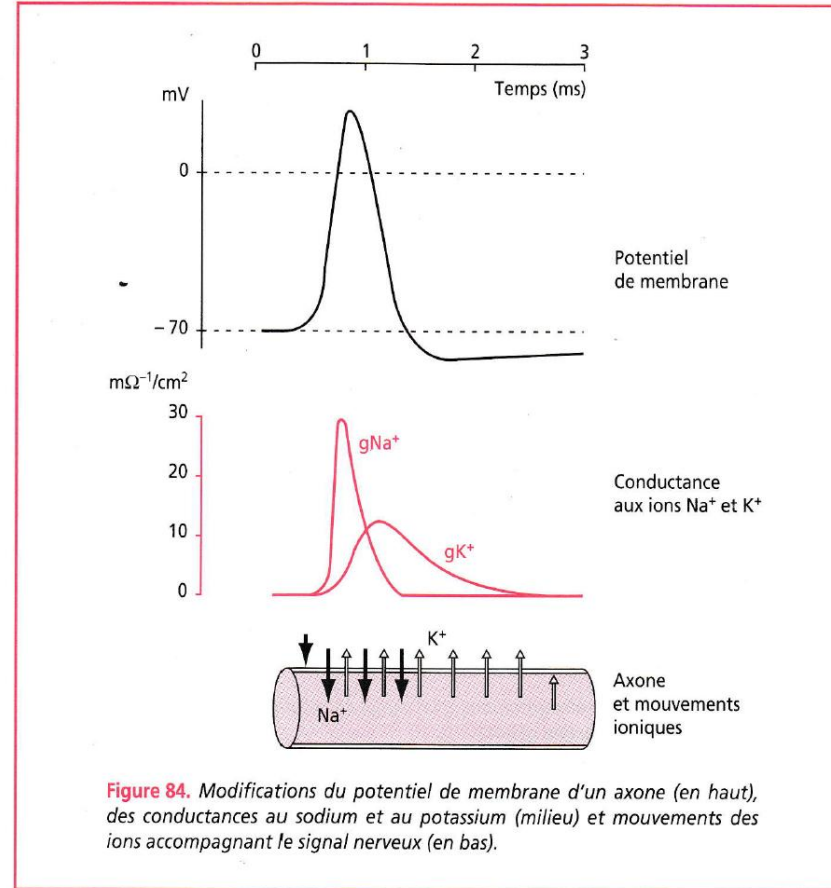 0 1 2 3
Temps (ms)
mV
0
Potentiel
de membrane
– 70
mΩ⁻¹/cm²
30
gNa⁺
20
Conductance
aux ions Na⁺ et K⁺
10
gK⁺
0
K⁺
Axone
et mouvements
ioniques
Na⁺
Figure 84. Modifications du potentiel de membrane d'un axone (en haut),
des conductances au sodium et au potassium (milieu) et mouvements des
ions accompagnant le signal nerveux (en bas).